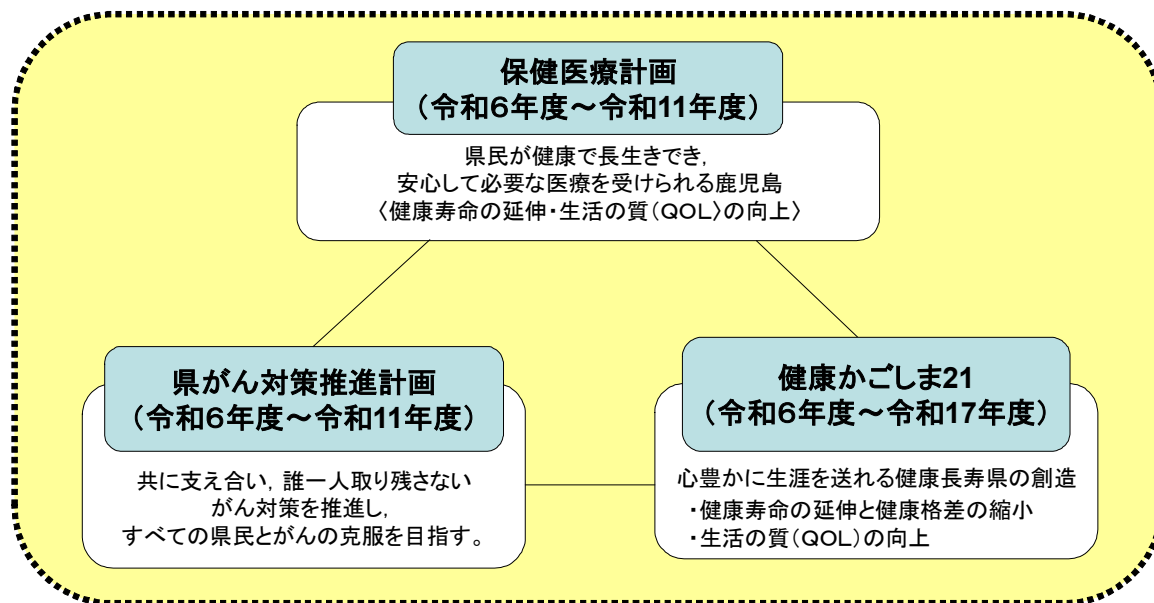 保健医療計画
（令和6年度～令和11年度）
県民が健康で長生きでき，
安心して必要な医療を受けられる鹿児島
〈健康寿命の延伸・生活の質（QOL〉の向上〉
県がん対策推進計画
（令和6年度～令和11年度）
共に支え合い，誰一人取り残さない
がん対策を推進し，
すべての県民とがんの克服を目指す。
健康かごしま21
（令和6年度～令和17年度）
心豊かに生涯を送れる健康長寿県の創造
・健康寿命の延伸と健康格差の縮小
・生活の質（QOL）の向上